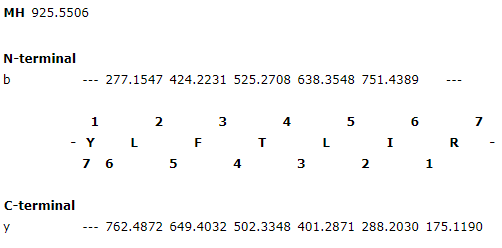 MH 925.5506
N-terminal
b --- 277.1547 424.2231 525.2708 638.3548 751.4389 ---
1 2 3 4 5 6 7
- Y L F T L I R -
7 6 5 4 3 2 1
C-terminal
y --- 762.4872 649.4032 502.3348 401.2871 288.2030 175.1190